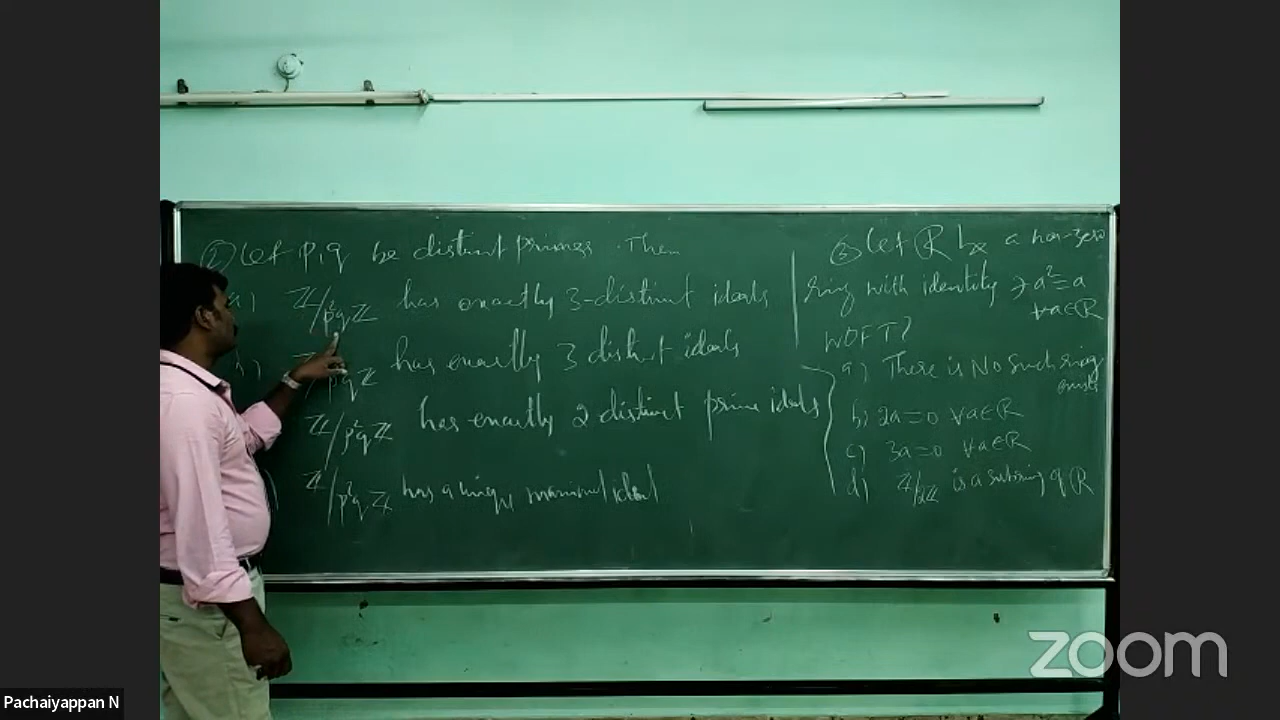 Let p, q be distinct primes. Then
a) ℤ/p²qℤ has exactly 3-distinct ideals
ℤ/p²qℤ has exactly 3 distinct ideals
ℤ/p²qℤ has exactly 2 distinct prime ideals
ℤ/p²qℤ has a unique maximal ideal
Let R be a non-zero
ring with identity ∋ a²=a
∀a∈R
WOFT?
a) There is No such ring
exists
b) 2a=0 ∀a∈R
c) 3a=0 ∀a∈R
d) ℤ/2ℤ is a subring of R
zoom
Pachaiyappan N